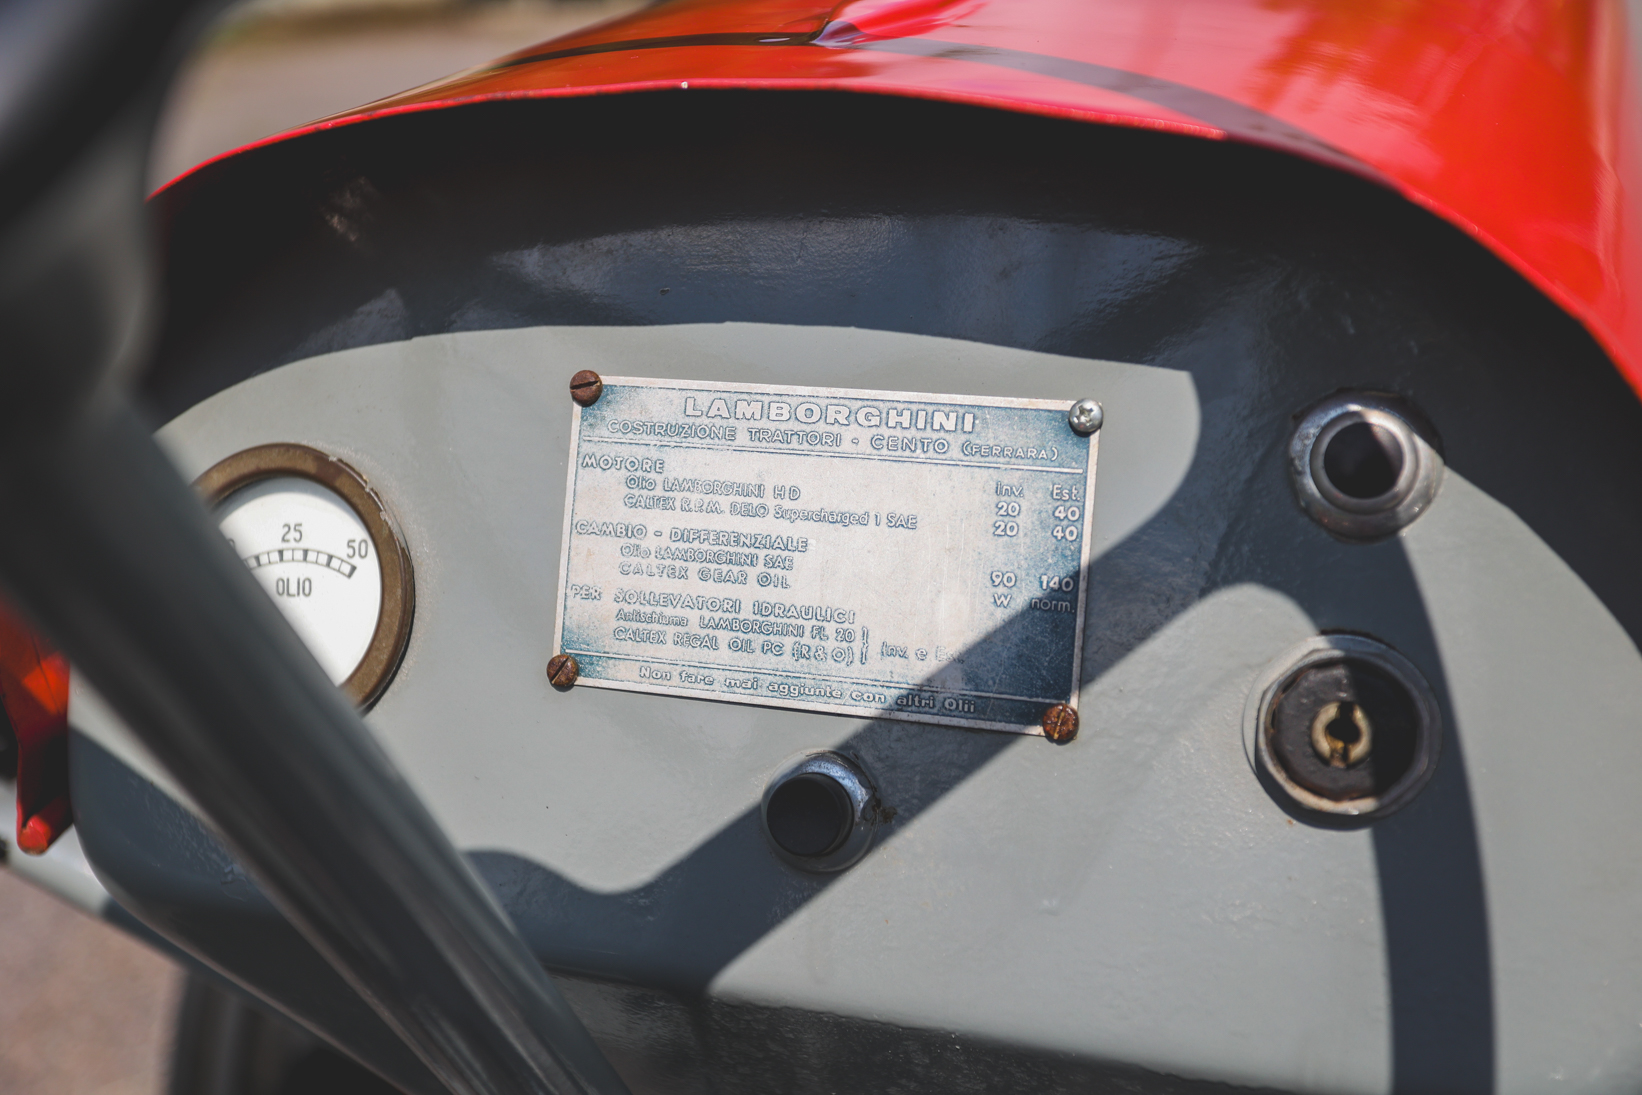 LAMBORGHINI
COSTRUZIONE TRATTORI - CENTO (FERRARA)
MOTORE Inv. Est.
Olio LAMBORGHINI HD 20 40
CALTEX R.P.M. DELO Supercharged 1 SAE 20 40
CAMBIO - DIFFERENZIALE
Olio LAMBORGHINI SAE 90 140
CALTEX GEAR OIL W norm.
PER SOLLEVATORI IDRAULICI
Antischiuma LAMBORGHINI FL 20
CALTEX REGAL OIL PC (R & O) } Inv. e
Non fare mai aggiunte con altri Olii
25
50
OLIO